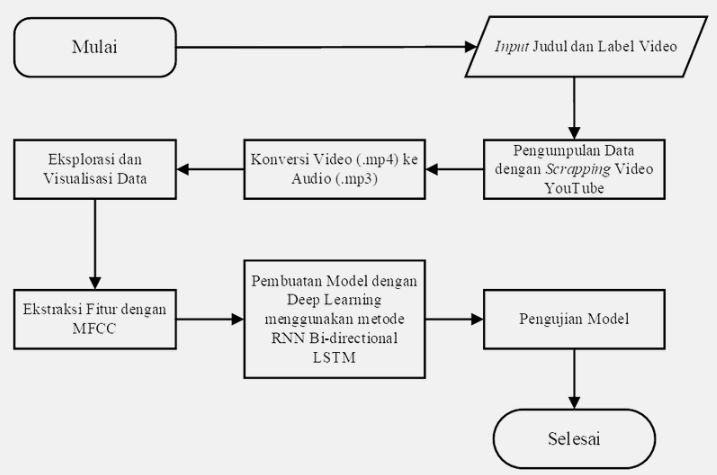 Mulai
Input Judul dan Label Video
Pengumpulan Data
dengan Scrapping Video
YouTube
Konversi Video (.mp4) ke
Audio (.mp3)
Eksplorasi dan
Visualisasi Data
Ekstraksi Fitur dengan
MFCC
Pembuatan Model dengan
Deep Learning
menggunakan metode
RNN Bi-directional
LSTM
Pengujian Model
Selesai